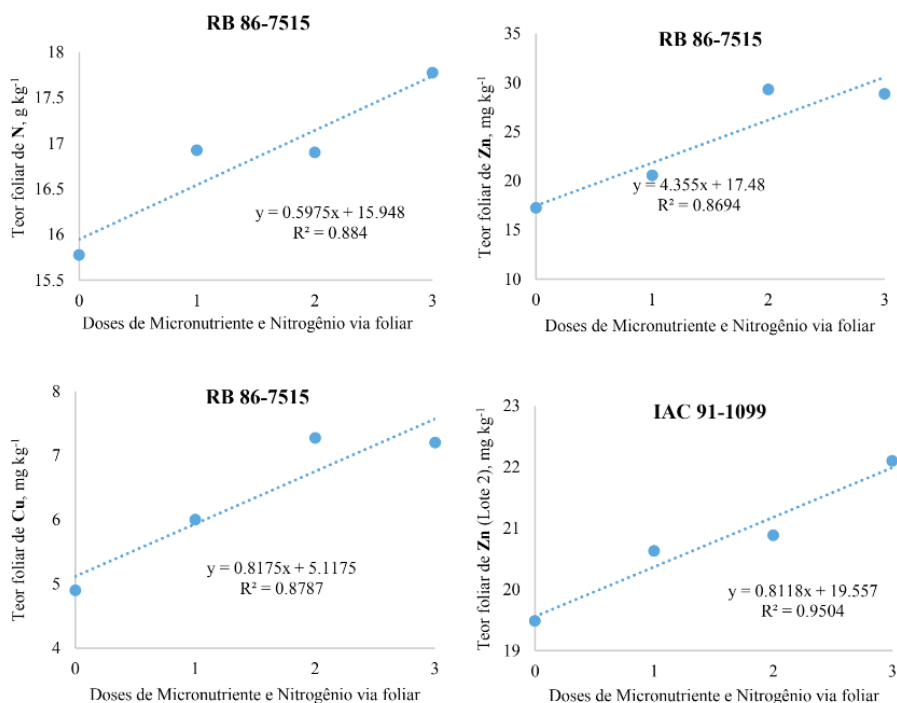 RB 86-7515
18
17.5
17
16.5
16
15.5
Teor foliar de N, g kg-1
y = 0.5975x + 15.948
R² = 0.884
0 1 2 3
Doses de Micronutriente e Nitrogênio via foliar
RB 86-7515
35
30
25
20
15
10
Teor foliar de Zn, mg kg-1
y = 4.355x + 17.48
R² = 0.8694
0 1 2 3
Doses de Micronutriente e Nitrogênio via foliar
RB 86-7515
8
7
6
5
4
Teor foliar de Cu, mg kg-1
y = 0.8175x + 5.1175
R² = 0.8787
0 1 2 3
Doses de Micronutriente e Nitrogênio via foliar
IAC 91-1099
23
22
21
20
19
Teor foliar de Zn (Lote 2), mg kg-1
y = 0.8118x + 19.557
R² = 0.9504
0 1 2 3
Doses de Micronutriente e Nitrogênio via foliar